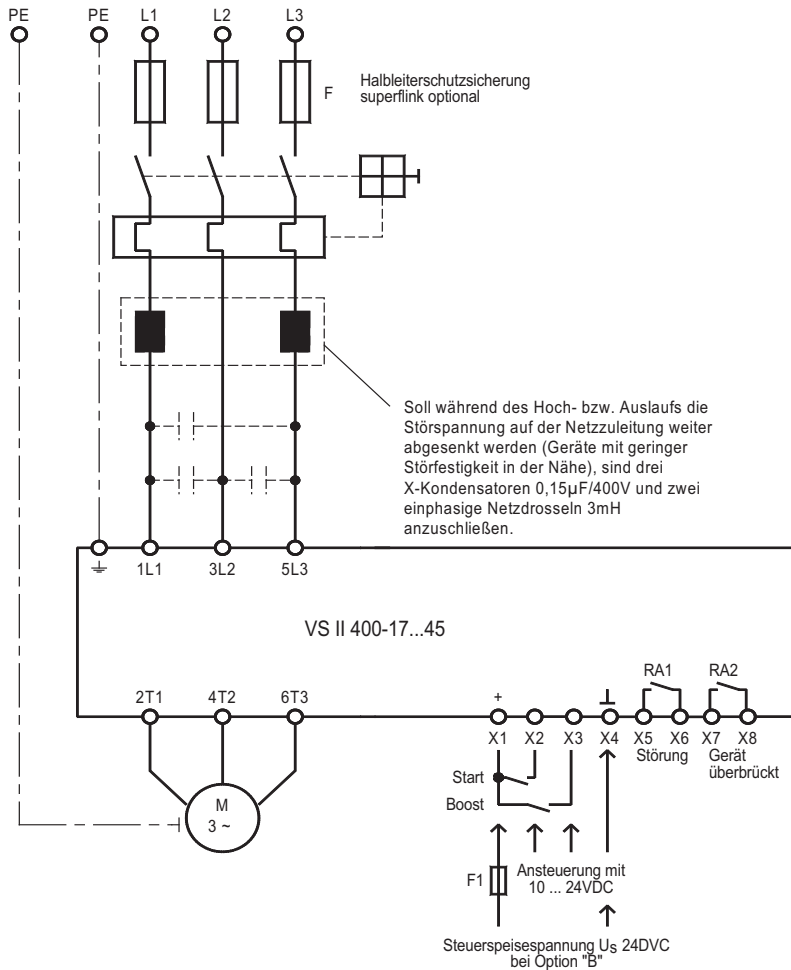 PE PE L1 L2 L3
F
Halbleiterschutzsicherung
superflink optional
Soll während des Hoch- bzw. Auslaufs die
Störspannung auf der Netzzuleitung weiter
abgesenkt werden (Geräte mit geringer
Störfestigkeit in der Nähe), sind drei
X-Kondensatoren 0,15µF/400V und zwei
einphasige Netzdrosseln 3mH
anzuschließen.
1L1 3L2 5L3
VS II 400-17...45
RA1 RA2
2T1 4T2 6T3
+
X1 X2 X3 X4 X5 X6 X7 X8
Störung
Gerät
überbrückt
Start
Boost
M
3 ~
F1
Ansteuerung mit
10 ... 24VDC
Steuerspeisespannung US 24DVC
bei Option "B"